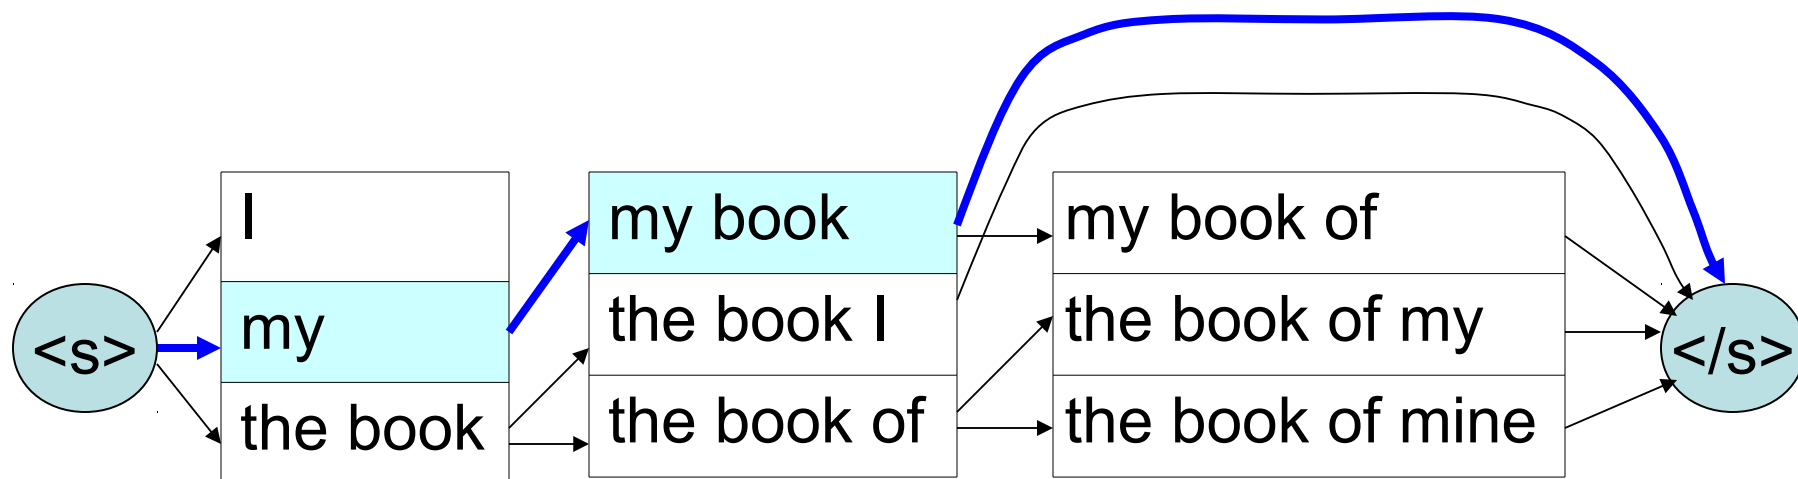 <s>
I
my
the book
my book
the book I
the book of
my book of
the book of my
the book of mine
</s>